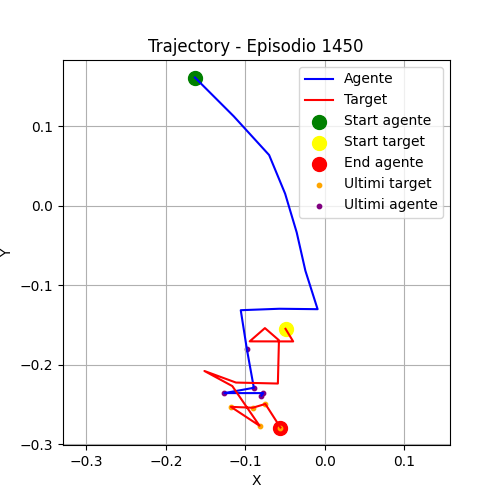 Trajectory - Episodio 1450
Agente
Target
Start agente
Start target
End agente
Ultimi target
Ultimi agente
0.1
0.0
−0.1
−0.2
−0.3
Y
−0.3
−0.2
−0.1
0.0
0.1
X